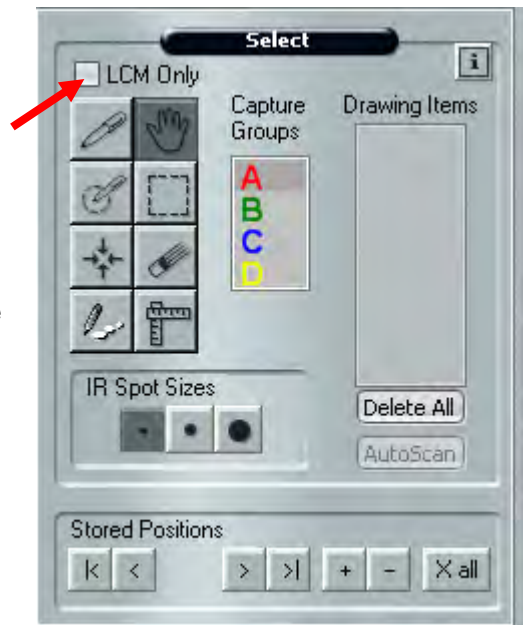 Select
i
LCM Only
Capture
Groups
Drawing Items
A
B
C
D
IR Spot Sizes
Delete All
AutoScan
Stored Positions
|< < > >| + - X all